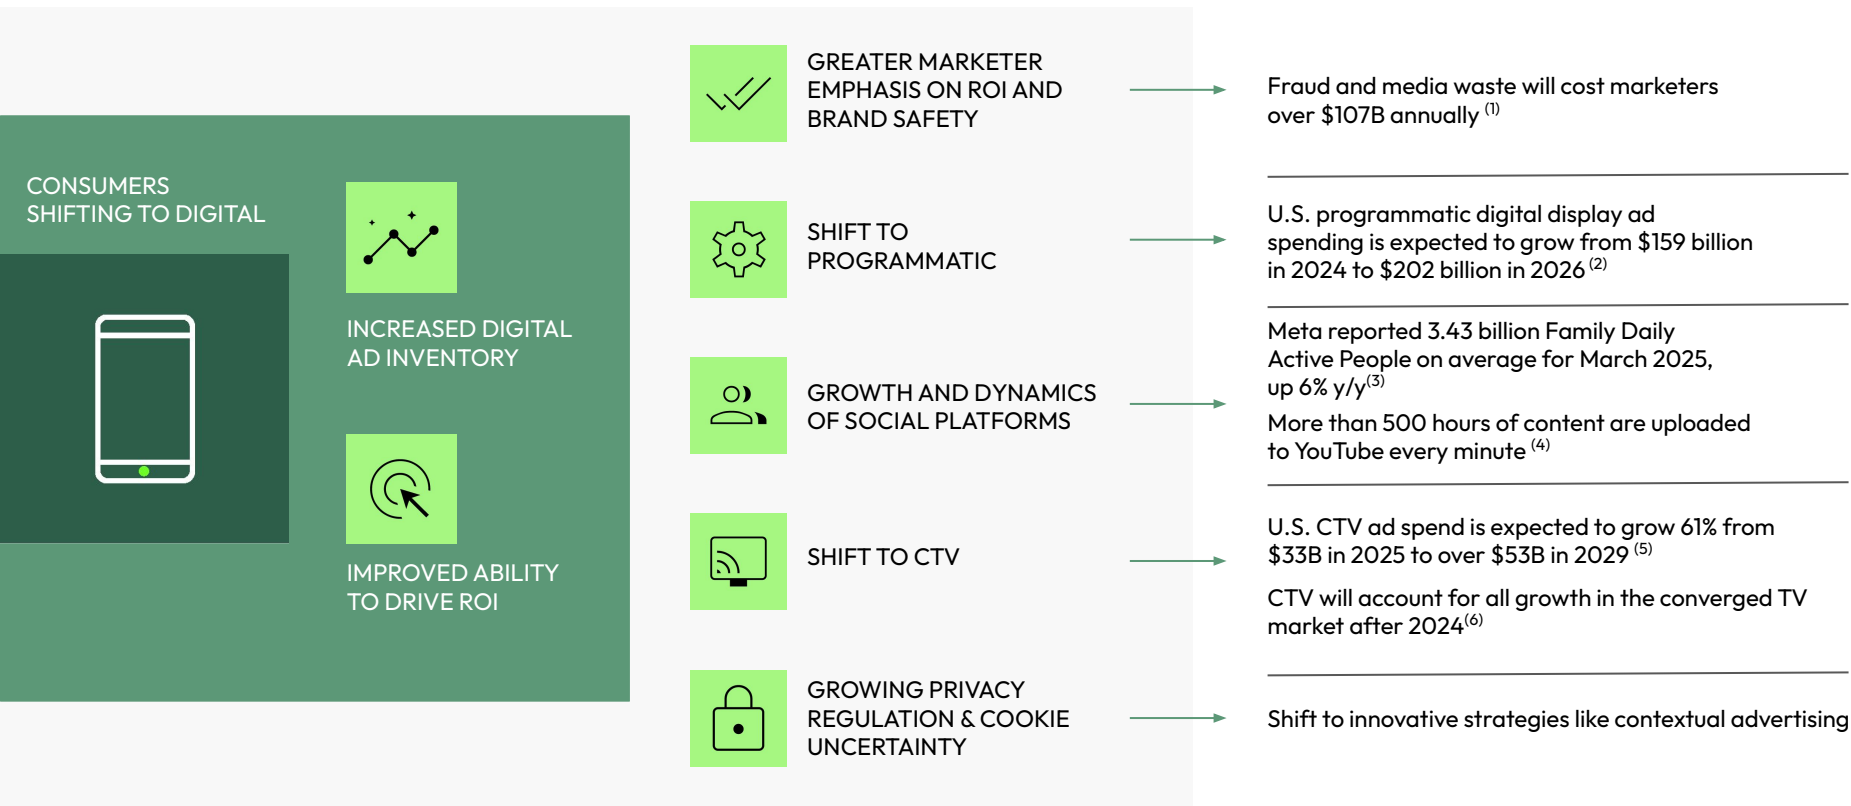 CONSUMERS
SHIFTING TO DIGITAL
INCREASED DIGITAL
AD INVENTORY
IMPROVED ABILITY
TO DRIVE ROI
GREATER MARKETER
EMPHASIS ON ROI AND
BRAND SAFETY
Fraud and media waste will cost marketers
over $107B annually (1)
SHIFT TO
PROGRAMMATIC
U.S. programmatic digital display ad
spending is expected to grow from $159 billion
in 2024 to $202 billion in 2026 (2)
GROWTH AND DYNAMICS
OF SOCIAL PLATFORMS
Meta reported 3.43 billion Family Daily
Active People on average for March 2025,
up 6% y/y(3)
More than 500 hours of content are uploaded
to YouTube every minute (4)
SHIFT TO CTV
U.S. CTV ad spend is expected to grow 61% from
$33B in 2025 to over $53B in 2029 (5)
CTV will account for all growth in the converged TV
market after 2024(6)
GROWING PRIVACY
REGULATION & COOKIE
UNCERTAINTY
Shift to innovative strategies like contextual advertising